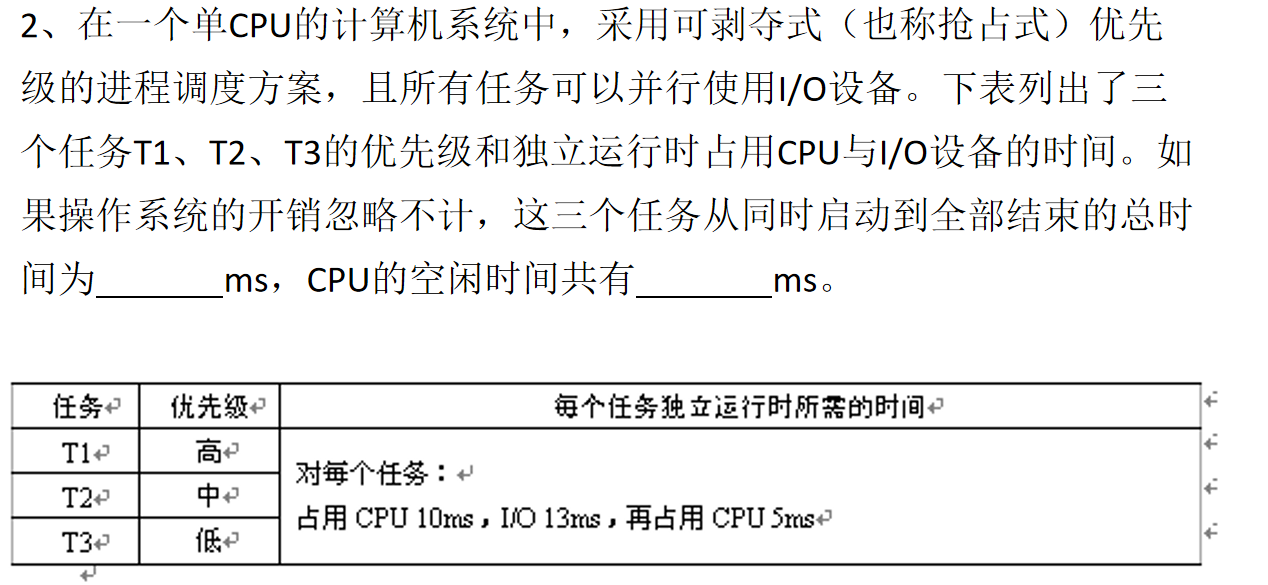 2、在一个单CPU的计算机系统中，采用可剥夺式（也称抢占式）优先
级的进程调度方案，且所有任务可以并行使用I/O设备。下表列出了三
个任务T1、T2、T3的优先级和独立运行时占用CPU与I/O设备的时间。如
果操作系统的开销忽略不计，这三个任务从同时启动到全部结束的总时
间为_______ms，CPU的空闲时间共有_______ms。
任务 优先级 每个任务独立运行时所需的时间
T1 高
对每个任务：
T2 中
占用 CPU 10ms，I/O 13ms，再占用 CPU 5ms
T3 低